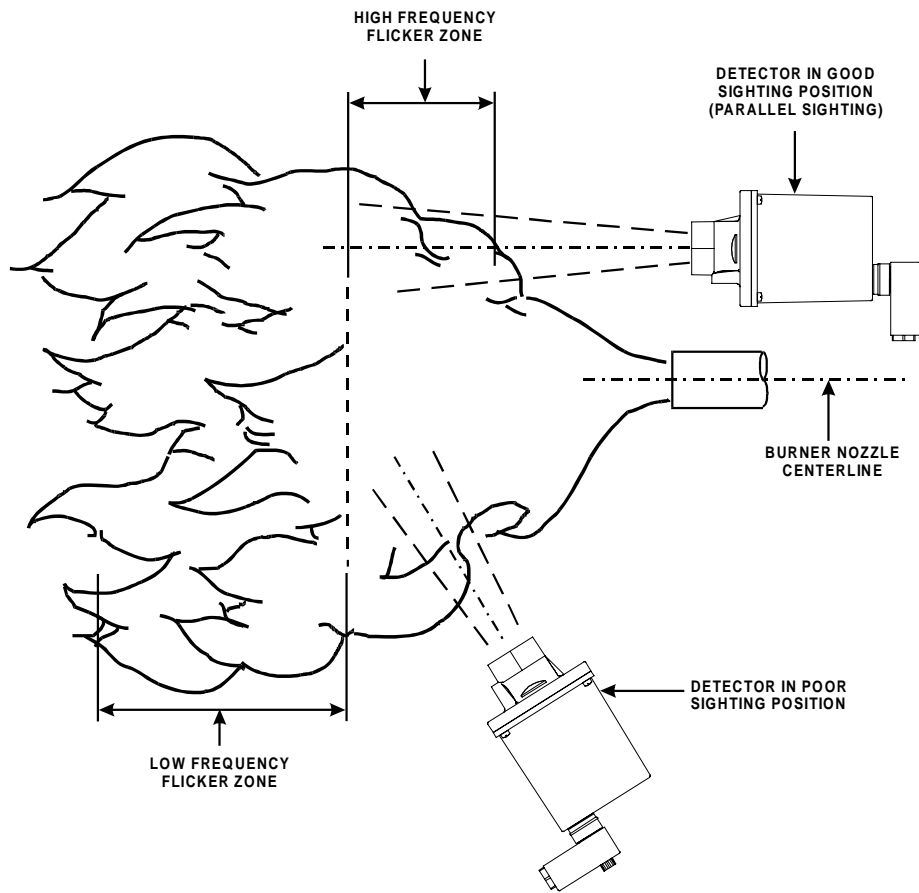 HIGH FREQUENCY
FLICKER ZONE
DETECTOR IN GOOD
SIGHTING POSITION
(PARALLEL SIGHTING)
BURNER NOZZLE
CENTERLINE
DETECTOR IN POOR
SIGHTING POSITION
LOW FREQUENCY
FLICKER ZONE